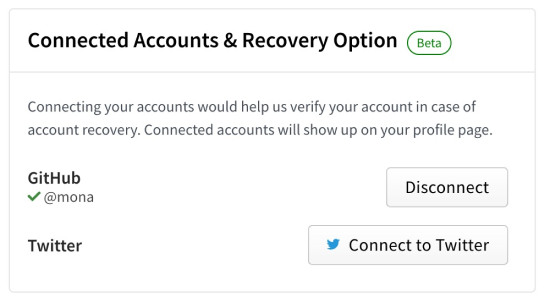 Connected Accounts & Recovery Option Beta
Connecting your accounts would help us verify your account in case of
account recovery. Connected accounts will show up on your profile page.
GitHub
@mona
Disconnect
Twitter
Connect to Twitter